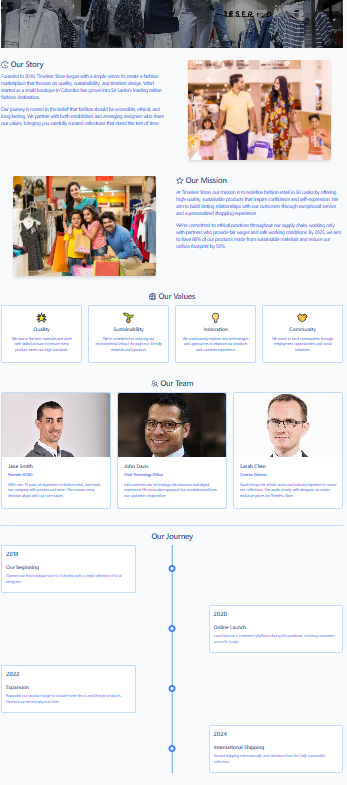 Our Story
Founded in 2018, Timeless Store began with a simple vision to create a fashion
marketplace that focuses on quality, sustainability, and timeless design. What
started as a small boutique in Colombo has grown into Sri Lanka's leading online
fashion destination.
Our journey is rooted in the belief that fashion should be accessible, ethical, and
long-lasting. We partner with both established and emerging designers who share
our values, bringing you carefully curated collections that stand the test of time.
Our Mission
At Timeless Store, our mission is to redefine fashion retail in Sri Lanka by offering
high-quality, sustainable products that inspire confidence and self-expression. We
aim to build lasting relationships with our customers through exceptional service
and a personalized shopping experience.
We're committed to ethical practices throughout our supply chain, working only
with partners who provide fair wages and safe working conditions. By 2025, we aim
to have 80% of our products made from sustainable materials and reduce our
carbon footprint by 50%.
Our Values
Quality
We source the best materials and work
with skilled artisans to ensure every
product meets our high standards.
Sustainability
We're committed to reducing our
environmental impact through eco-friendly
materials and practices.
Innovation
We continuously explore new technologies
and approaches to improve our products
and customer experience.
Community
We invest in local communities through
employment opportunities and social
initiatives.
Our Team
Jane Smith
Founder & CEO
With over 15 years of experience in fashion retail, Jane leads
our company with passion and vision. She ensures every
decision aligns with our core values.
John Davis
Chief Technology Officer
John oversees our technology infrastructure and digital
experience. His innovative approach has revolutionized how
our customers shop online.
Sarah Chen
Creative Director
Sarah brings her artistic vision and industry expertise to curate
our collections. She works closely with designers to create
exclusive pieces for Timeless Store.
Our Journey
2018
Our Beginning
Opened our first boutique store in Colombo with a small collection of local
designers.
2020
Online Launch
Launched our e-commerce platform during the pandemic, reaching customers
across Sri Lanka.
2022
Expansion
Expanded our product range to include home decor and lifestyle products.
Opened our second physical store.
2024
International Shipping
Started shipping internationally and introduced our first fully sustainable
collection.